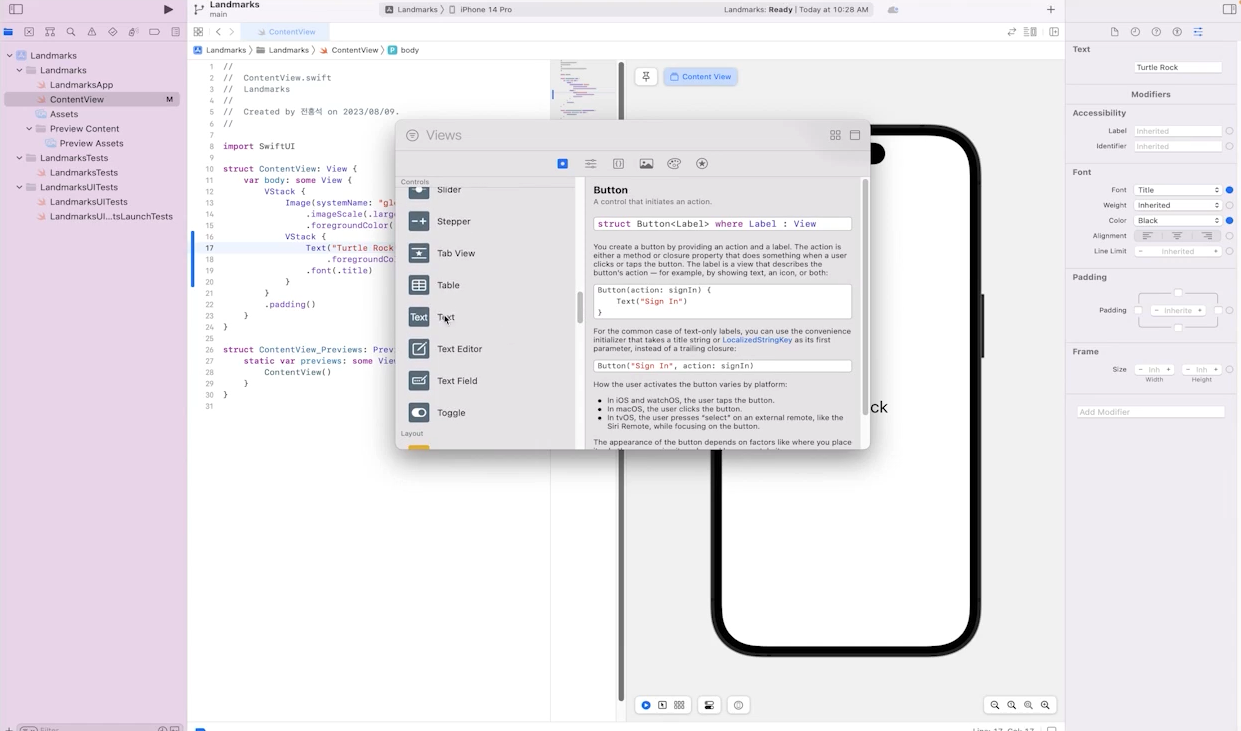 Landmarks
main
Landmarks 〉 iPhone 14 Pro
Landmarks: Ready | Today at 10:28 AM
ContentView
Landmarks 〉 Landmarks 〉 ContentView 〉 body
Landmarks
Landmarks
LandmarksApp
ContentView M
Assets
Preview Content
Preview Assets
LandmarksTests
LandmarksTests
LandmarksUITests
LandmarksUITests
LandmarksUI...tsLaunchTests
Filter
1 //
2 // ContentView.swift
3 // Landmarks
4 //
5 // Created by 전홍석 on 2023/08/09.
6 //
7
8 import SwiftUI
9
10 struct ContentView: View {
11 var body: some View {
12 VStack {
13 Image(systemName: "gl
14 .imageScale(.larg
15 .foregroundColor(
16 VStack {
17 Text("Turtle Rock
18 .foregroundCo
19 .font(.title)
20 }
21 }
22 .padding()
23 }
24 }
25
26 struct ContentView_Previews: Prev
27 static var previews: some View
28 ContentView()
29 }
30 }
31
Content View
Views
Controls
Slider
Stepper
Tab View
Table
Text Text
Text Editor
Text Field
Toggle
Layout
Button
A control that initiates an action.
struct Button<Label> where Label : View
You create a button by providing an action and a label. The action is
either a method or closure property that does something when a user
clicks or taps the button. The label is a view that describes the
button's action — for example, by showing text, an icon, or both:
Button(action: signIn) {
Text("Sign In")
}
For the common case of text-only labels, you can use the convenience
initializer that takes a title string or LocalizedStringKey as its first
parameter, instead of a trailing closure:
Button("Sign In", action: signIn)
How the user activates the button varies by platform:
• In iOS and watchOS, the user taps the button.
• In macOS, the user clicks the button.
• In tvOS, the user presses "select" on an external remote, like the
Siri Remote, while focusing on the button.
The appearance of the button depends on factors like where you place
ck
Text
Turtle Rock
Modifiers
Accessibility
Label Inherited
Identifier Inherited
Font
Font Title
Weight Inherited
Color Black
Alignment
Line Limit − Inherited +
Padding
Padding − Inherite +
Frame
Size − Inh + − Inh +
Width Height
Add Modifier
Line: 17 Col: 17